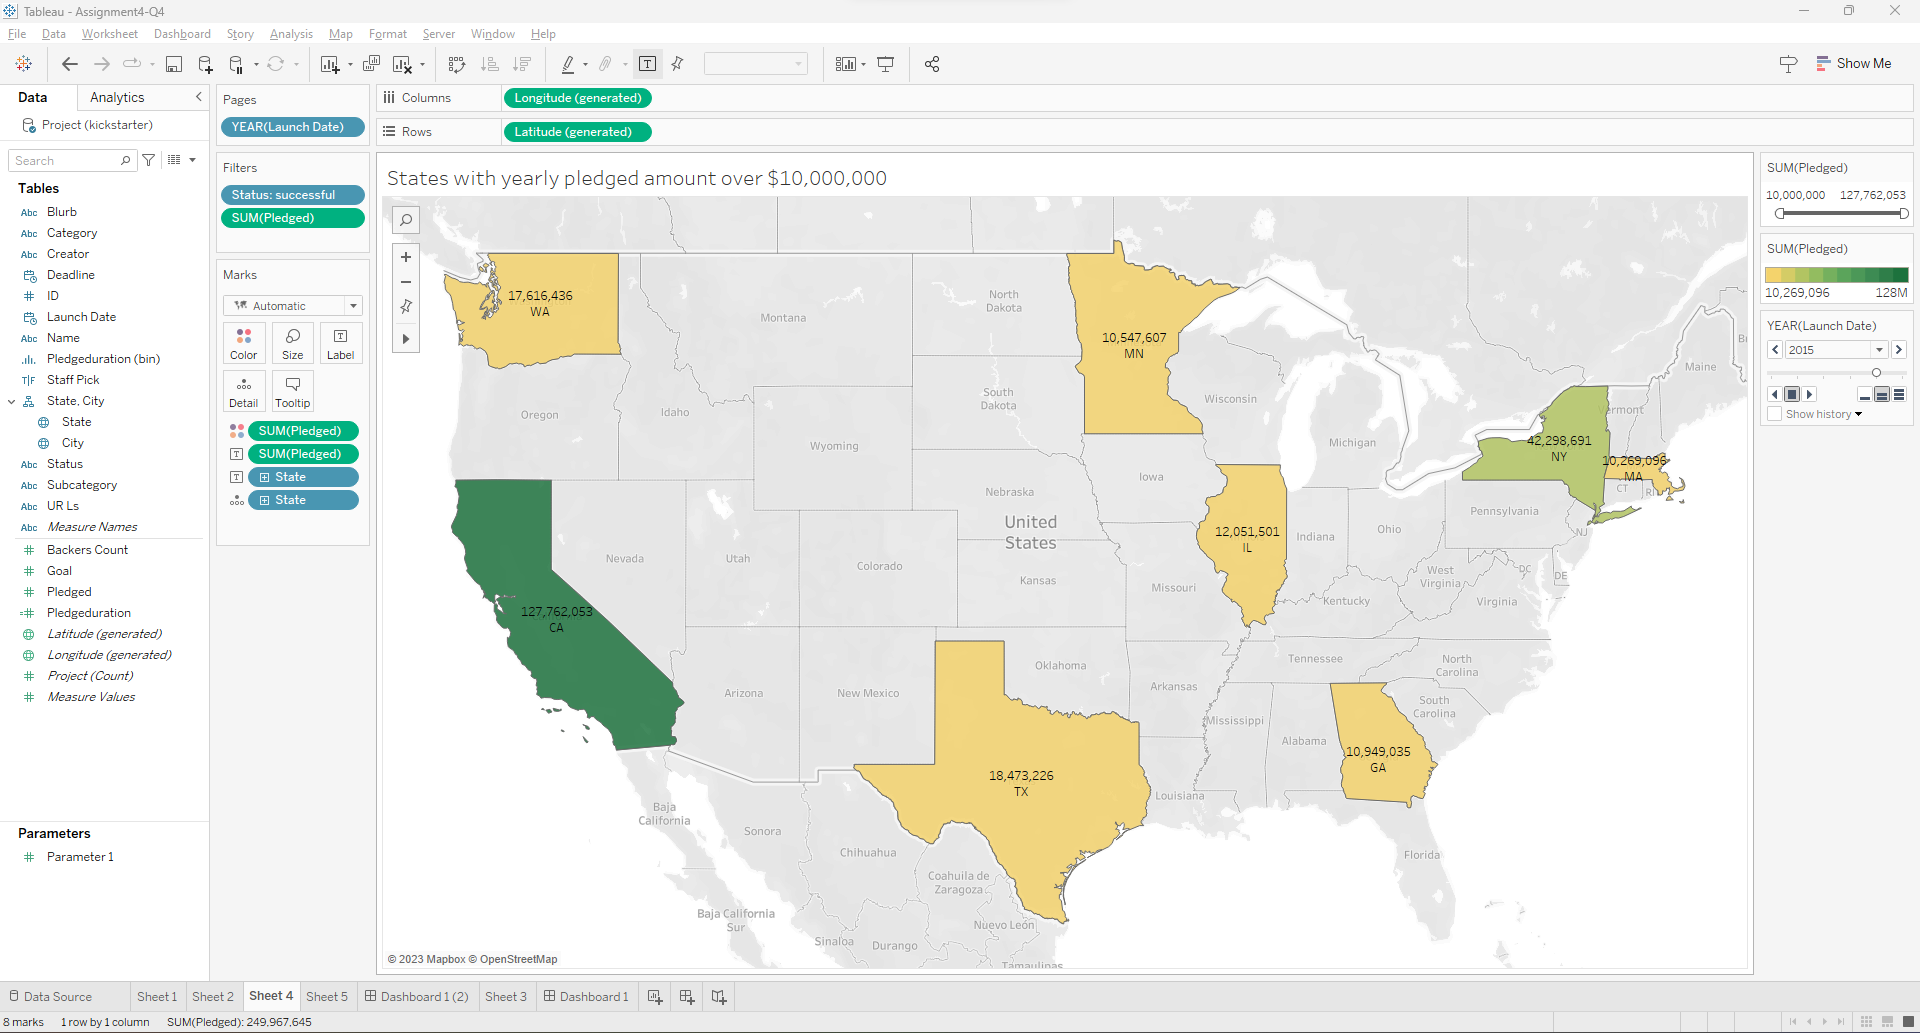 Tableau - Assignment4-Q4
File Data Worksheet Dashboard Story Analysis Map Format Server Window Help
Show Me
Data Analytics
Project (kickstarter)
Search
Tables
Abc Blurb
Abc Category
Abc Creator
Deadline
# ID
Launch Date
Abc Name
Pledgeduration (bin)
T|F Staff Pick
State, City
State
City
Abc Status
Abc Subcategory
Abc UR Ls
Abc Measure Names
# Backers Count
# Goal
# Pledged
=# Pledgeduration
Latitude (generated)
Longitude (generated)
# Project (Count)
# Measure Values
Parameters
# Parameter 1
Pages
YEAR(Launch Date)
Filters
Status: successful
SUM(Pledged)
Marks
Automatic
Color Size Label
Detail Tooltip
SUM(Pledged)
SUM(Pledged)
State
State
Columns Longitude (generated)
Rows Latitude (generated)
States with yearly pledged amount over $10,000,000
17,616,436
WA
Montana
North
Dakota
10,547,607
MN
Oregon
Idaho
South
Dakota
Wisconsin
Michigan
Maine
Vermont
Wyoming
42,298,691
NY
10,269,096
MA
CT RI
Iowa
Nebraska
United
States
Pennsylvania
NJ
Nevada
Utah
Colorado
Kansas
Missouri
12,051,501
IL
Indiana
Ohio
West
Virginia
DC
DE
Kentucky
Virginia
127,762,053
CA
Arizona
New Mexico
Oklahoma
Arkansas
Tennessee
North
Carolina
South
Carolina
Mississippi
Alabama
10,949,035
GA
18,473,226
TX
Louisiana
Florida
Baja
California
Sonora
Chihuahua
Coahuila de
Zaragoza
Baja California
Sur
Sinaloa
Durango
Nuevo León
Tamaulipas
© 2023 Mapbox © OpenStreetMap
SUM(Pledged)
10,000,000 127,762,053
SUM(Pledged)
10,269,096 128M
YEAR(Launch Date)
2015
Show history
Data Source Sheet 1 Sheet 2 Sheet 4 Sheet 5 Dashboard 1 (2) Sheet 3 Dashboard 1
8 marks 1 row by 1 column SUM(Pledged): 249,967,645